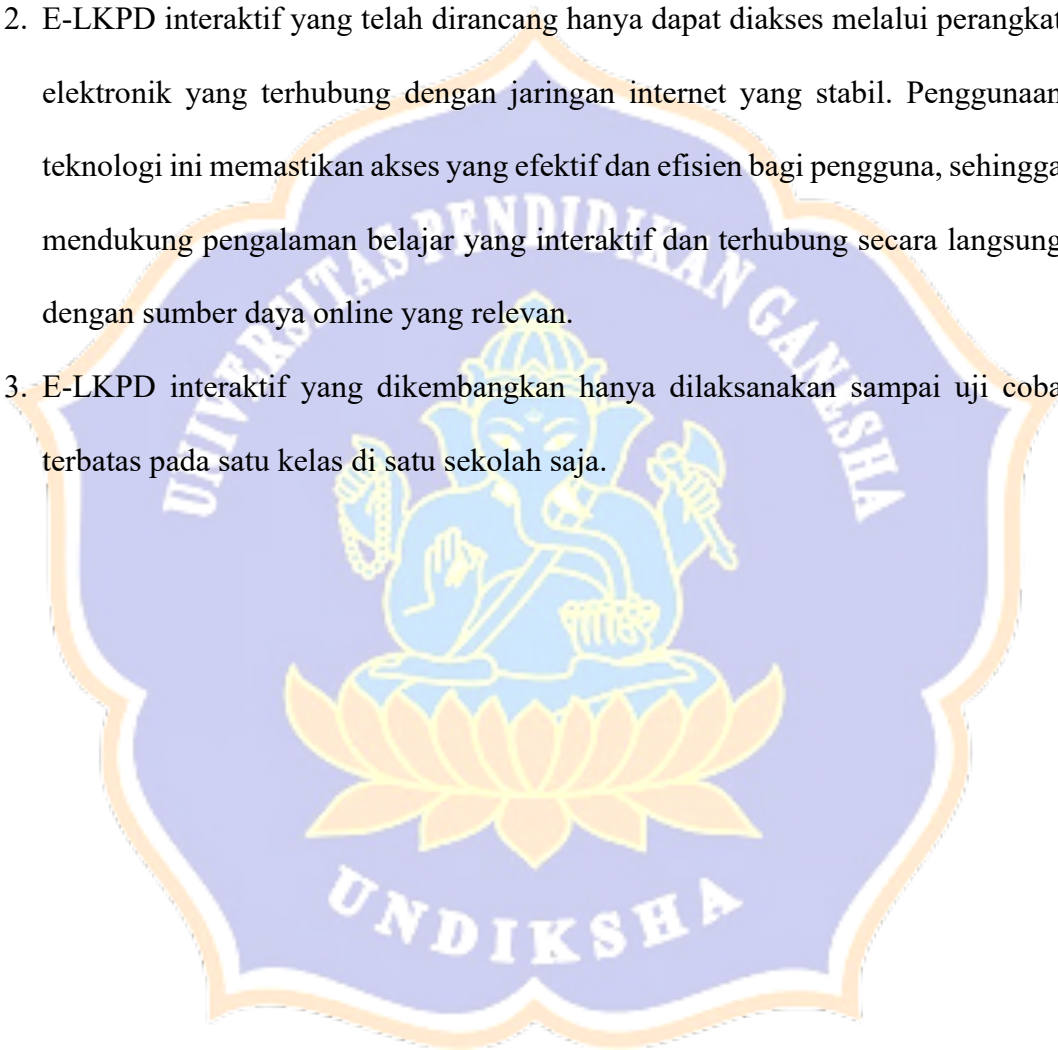 2. E-LKPD interaktif yang telah dirancang hanya dapat diakses melalui perangkat
elektronik yang terhubung dengan jaringan internet yang stabil. Penggunaan
teknologi ini memastikan akses yang efektif dan efisien bagi pengguna, sehingga
mendukung pengalaman belajar yang interaktif dan terhubung secara langsung
dengan sumber daya online yang relevan.
3. E-LKPD interaktif yang dikembangkan hanya dilaksanakan sampai uji coba
terbatas pada satu kelas di satu sekolah saja.
UNIVERSITAS PENDIDIKAN GANESHA
UNDIKSHA